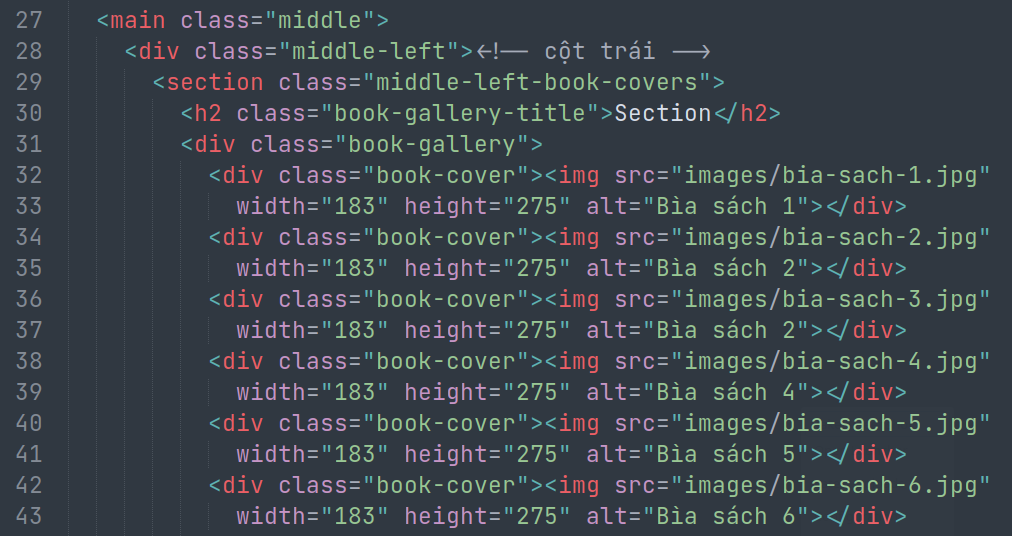 27 <main class="middle">
28 <div class="middle-left"><!-- cột trái -->
29 <section class="middle-left-book-covers">
30 <h2 class="book-gallery-title">Section</h2>
31 <div class="book-gallery">
32 <div class="book-cover"><img src="images/bia-sach-1.jpg"
33 width="183" height="275" alt="Bìa sách 1"></div>
34 <div class="book-cover"><img src="images/bia-sach-2.jpg"
35 width="183" height="275" alt="Bìa sách 2"></div>
36 <div class="book-cover"><img src="images/bia-sach-3.jpg"
37 width="183" height="275" alt="Bìa sách 2"></div>
38 <div class="book-cover"><img src="images/bia-sach-4.jpg"
39 width="183" height="275" alt="Bìa sách 4"></div>
40 <div class="book-cover"><img src="images/bia-sach-5.jpg"
41 width="183" height="275" alt="Bìa sách 5"></div>
42 <div class="book-cover"><img src="images/bia-sach-6.jpg"
43 width="183" height="275" alt="Bìa sách 6"></div>